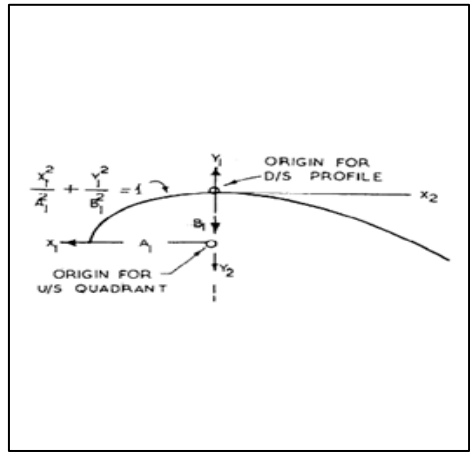 Y₁
ORIGIN FOR
D/S PROFILE
X₁²/A₁² + Y₁²/B₁² = 1
X₂
B₁
X₁
A₁
Y₂
ORIGIN FOR
U/S QUADRANT